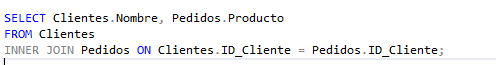 SELECT Clientes.Nombre, Pedidos.Producto
FROM Clientes
INNER JOIN Pedidos ON Clientes.ID_Cliente = Pedidos.ID_Cliente;